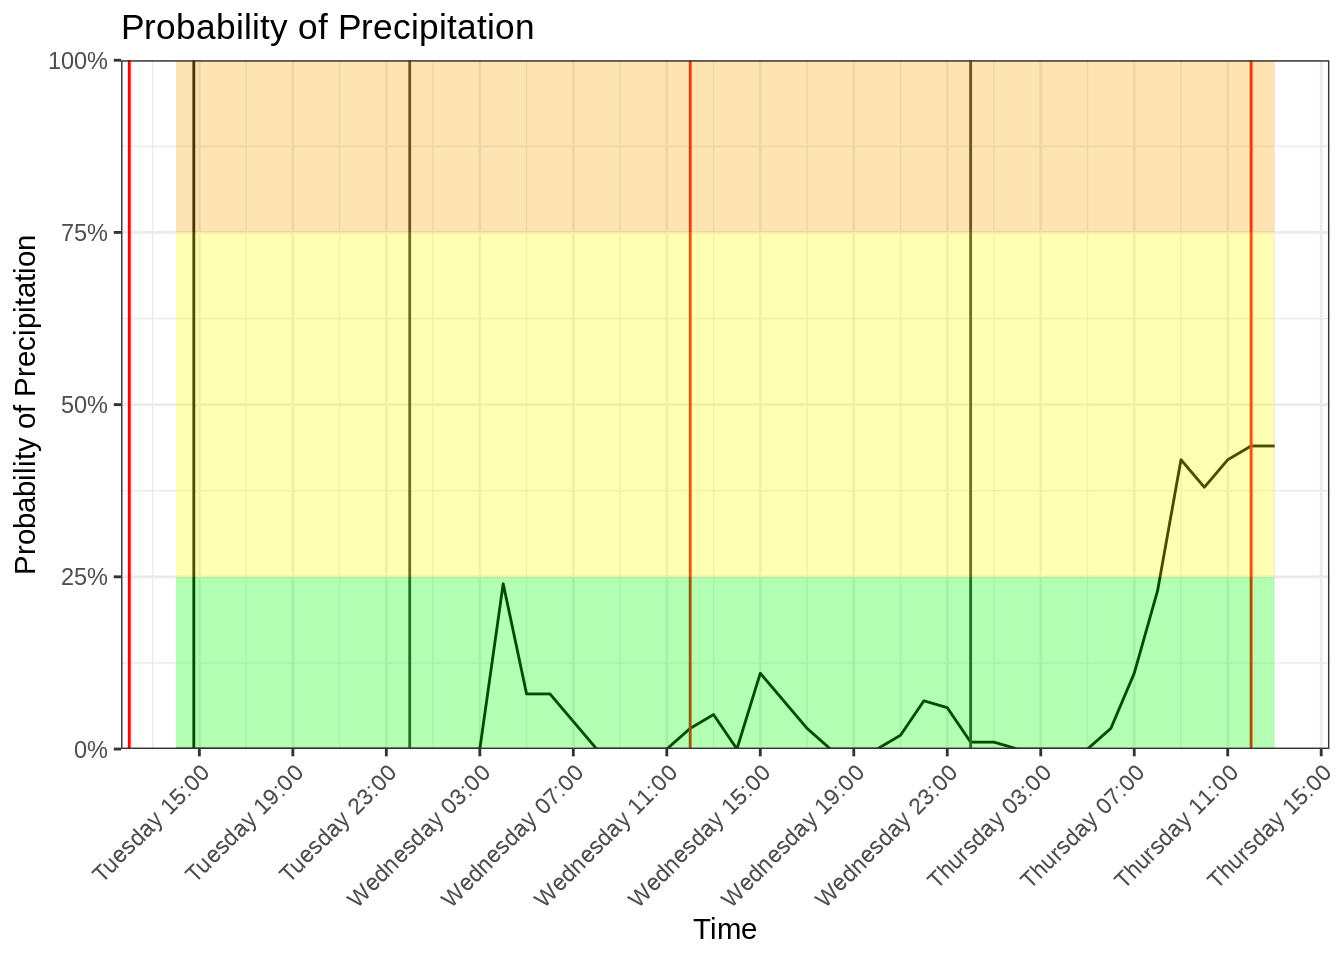 Probability of Precipitation
100%
75%
50%
25%
0%
Probability of Precipitation
Tuesday 15:00
Tuesday 19:00
Tuesday 23:00
Wednesday 03:00
Wednesday 07:00
Wednesday 11:00
Wednesday 15:00
Wednesday 19:00
Wednesday 23:00
Thursday 03:00
Thursday 07:00
Thursday 11:00
Thursday 15:00
Time